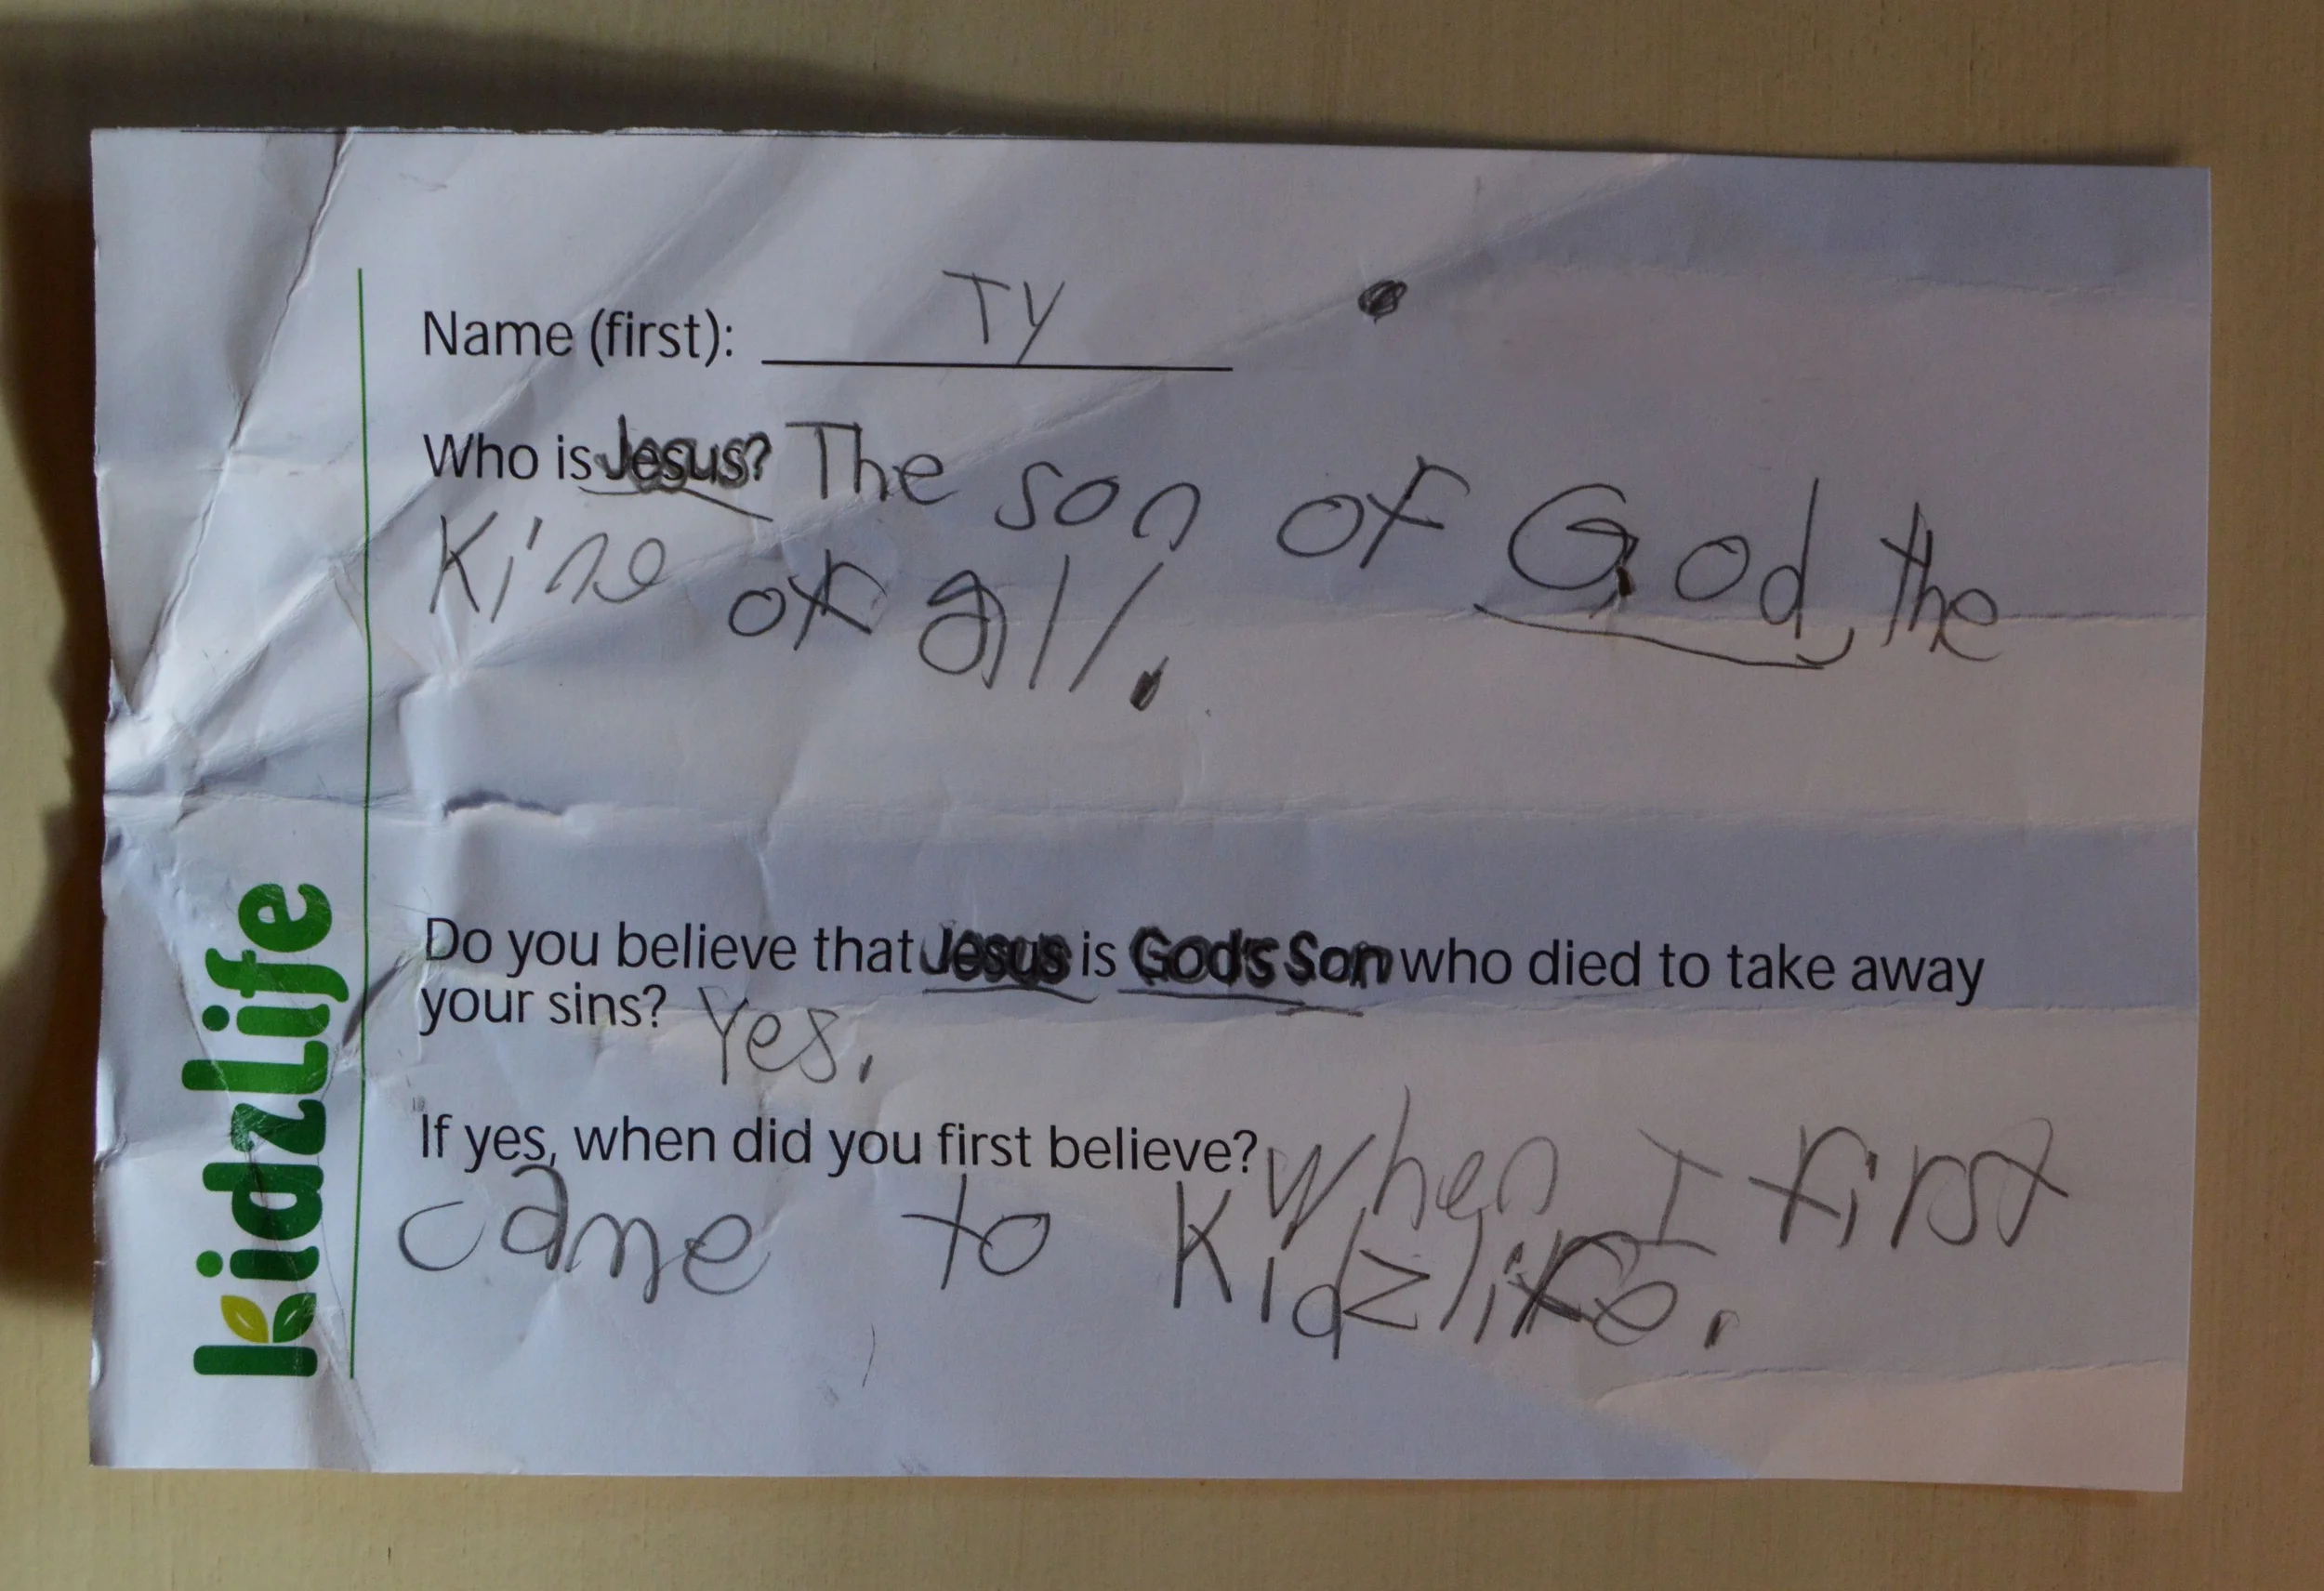 Name (first): Ty
Who is Jesus? The son of God, the
King of all.
Do you believe that Jesus is God's Son who died to take away
your sins? Yes.
If yes, when did you first believe? When I first
came to Kidzlife.
kidzLife